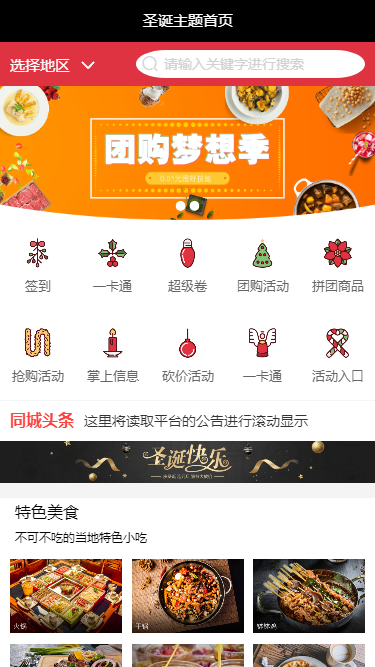 圣诞主题首页
选择地区
请输入关键字进行搜索
团购梦想季
签到
一卡通
超级卷
团购活动
拼团商品
抢购活动
掌上信息
砍价活动
一卡通
活动入口
同城头条
这里将读取平台的公告进行滚动显示
圣诞快乐
特色美食
不可不吃的当地特色小吃
火锅
干锅
钵钵鸡